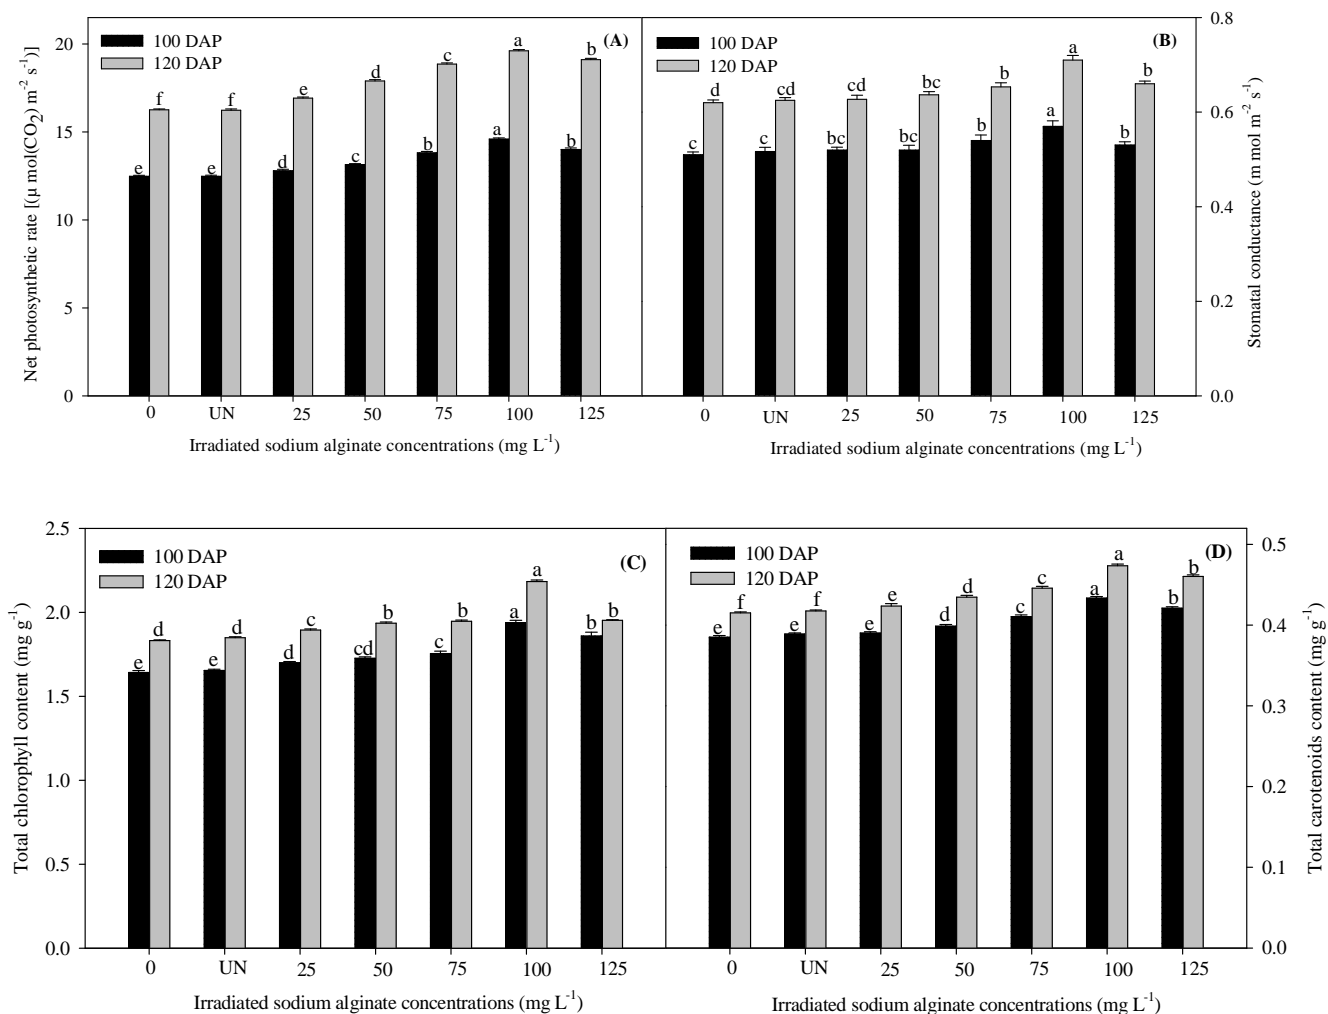 Net photosynthetic rate [(μ mol(CO2) m-2 s-1)]
20
15
10
5
0
100 DAP
120 DAP
(A)
e f e f d e c d b c a a b b
0 UN 25 50 75 100 125
Irradiated sodium alginate concentrations (mg L-1)
100 DAP
120 DAP
(B)
c d c cd bc cd bc bc b b a a b b
0.8
0.6
0.4
0.2
0.0
Stomatal conductance (m mol m-2 s-1)
0 UN 25 50 75 100 125
Irradiated sodium alginate concentrations (mg L-1)
Total chlorophyll content (mg g-1)
2.5
2.0
1.5
1.0
0.5
0.0
100 DAP
120 DAP
(C)
e d e d d c cd b c b a a b b
0 UN 25 50 75 100 125
Irradiated sodium alginate concentrations (mg L-1)
100 DAP
120 DAP
(D)
e f e f e e d d c c a a b b
0.5
0.4
0.3
0.2
0.1
0.0
Total carotenoids content (mg g-1)
0 UN 25 50 75 100 125
Irradiated sodium alginate concentrations (mg L-1)